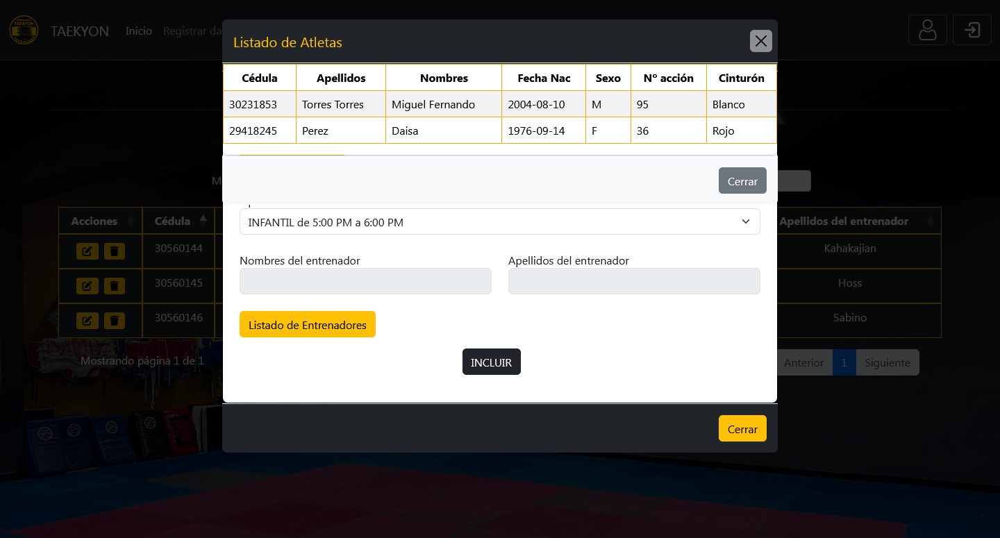 TAEKYON Inicio Registrar da
Listado de Atletas
Cédula Apellidos Nombres Fecha Nac Sexo Nº acción Cinturón
30231853 Torres Torres Miguel Fernando 2004-08-10 M 95 Blanco
29418245 Perez Daisa 1976-09-14 F 36 Rojo
Cerrar
INFANTIL de 5:00 PM a 6:00 PM
Nombres del entrenador Apellidos del entrenador
Listado de Entrenadores
INCLUIR
Cerrar
Acciones Cédula Apellidos del entrenador
30560144 Kahakajian
30560145 Hoss
30560146 Sabino
Mostrando página 1 de 1 Anterior 1 Siguiente